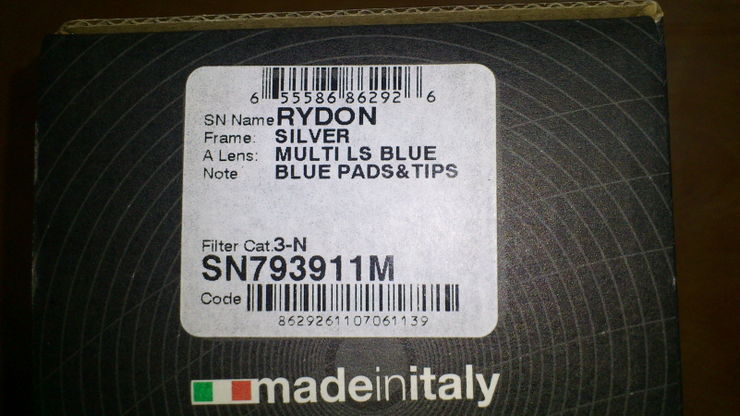 6 55586 86292 6
SN Name RYDON
Frame: SILVER
A Lens: MULTI LS BLUE
Note BLUE PADS&TIPS
Filter Cat. 3-N
SN793911M
Code
8629261107061139
madeinitaly